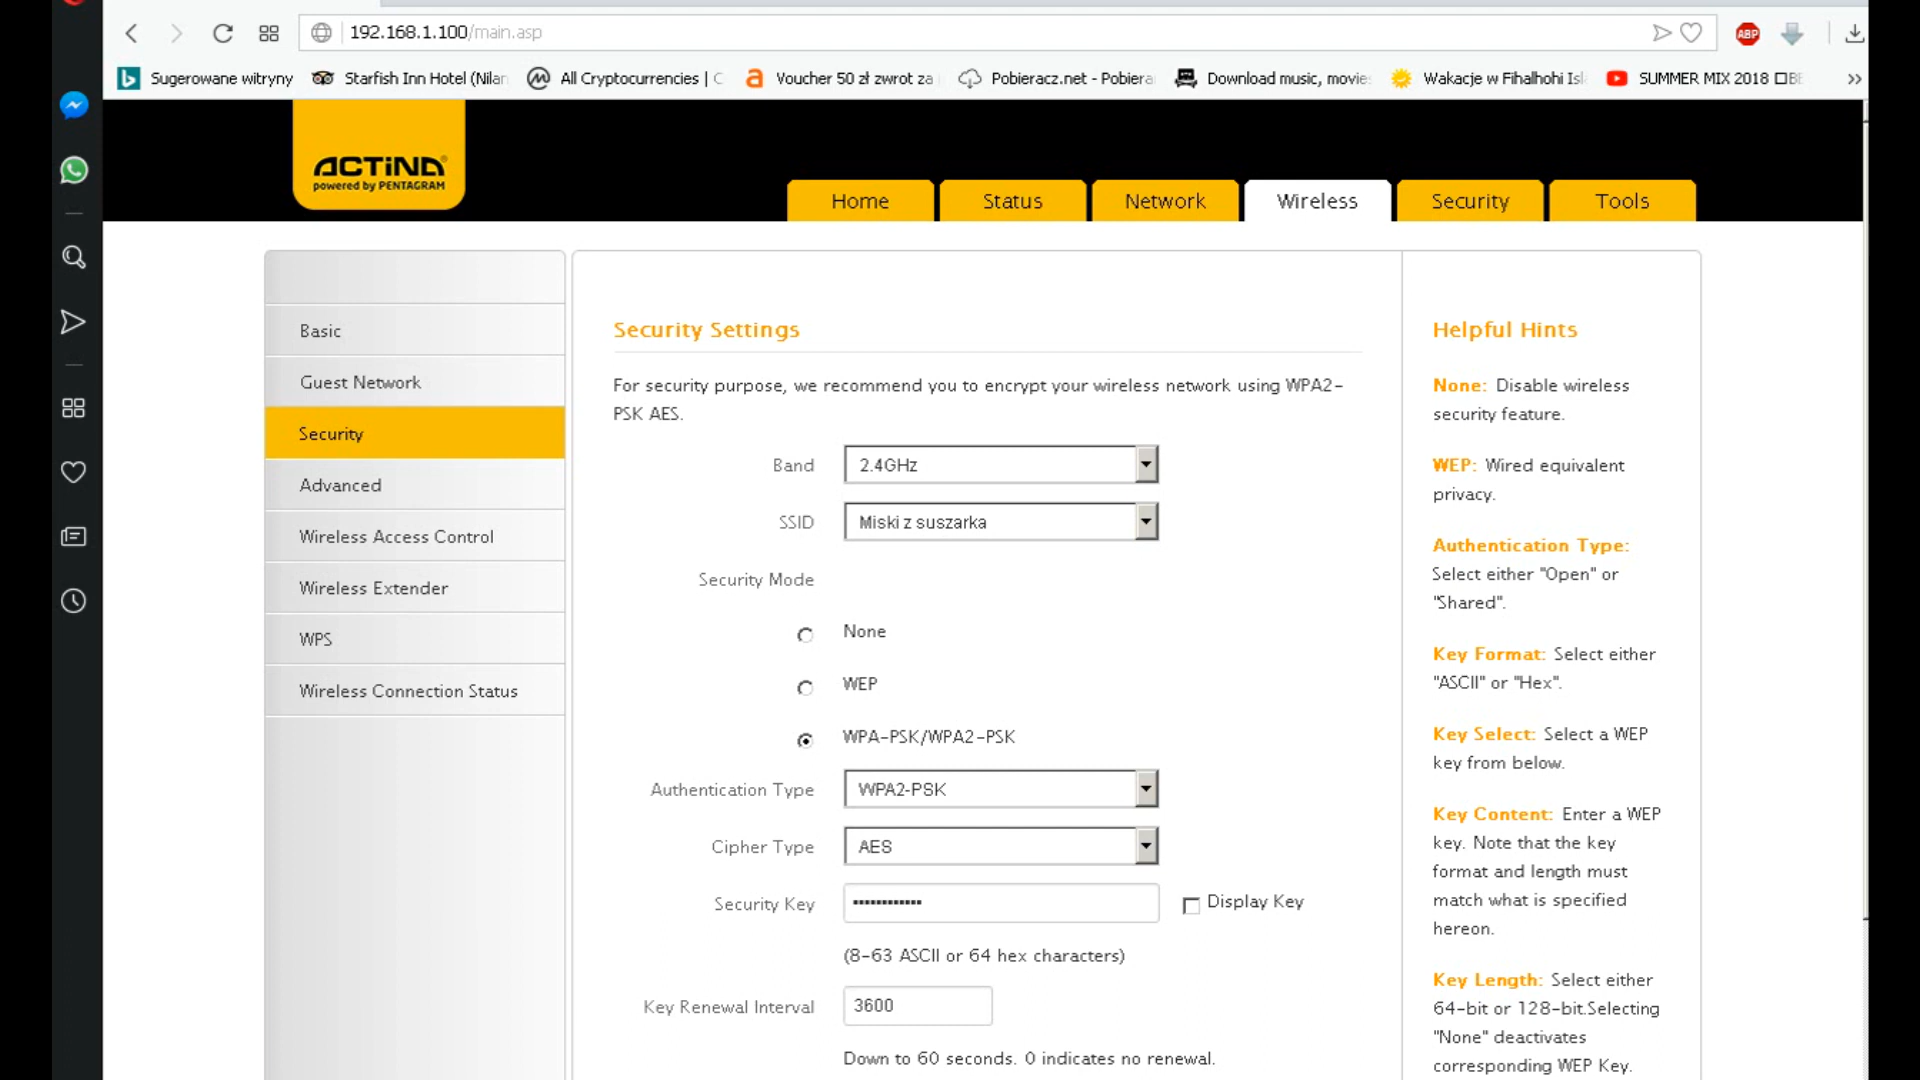 192.168.1.100/main.asp
ABP
Sugerowane witryny
Starfish Inn Hotel (Nilan
All Cryptocurrencies | C
Voucher 50 zł zwrot za
Pobieracz.net - Pobiera
Download music, movie
Wakacje w Fihalhohi Isl
SUMMER MIX 2018
ACTINA®
powered by PENTAGRAM
Home
Status
Network
Wireless
Security
Tools
Basic
Guest Network
Security
Advanced
Wireless Access Control
Wireless Extender
WPS
Wireless Connection Status
Security Settings
For security purpose, we recommend you to encrypt your wireless network using WPA2-
PSK AES.
Band
2.4GHz
SSID
Miski z suszarka
Security Mode
None
WEP
WPA-PSK/WPA2-PSK
Authentication Type
WPA2-PSK
Cipher Type
AES
Security Key
••••••••••••
Display Key
(8-63 ASCII or 64 hex characters)
Key Renewal Interval
3600
Down to 60 seconds. 0 indicates no renewal.
Helpful Hints
None: Disable wireless
security feature.
WEP: Wired equivalent
privacy.
Authentication Type:
Select either "Open" or
"Shared".
Key Format: Select either
"ASCII" or "Hex".
Key Select: Select a WEP
key from below.
Key Content: Enter a WEP
key. Note that the key
format and length must
match what is specified
hereon.
Key Length: Select either
64-bit or 128-bit.Selecting
"None" deactivates
corresponding WEP Key.